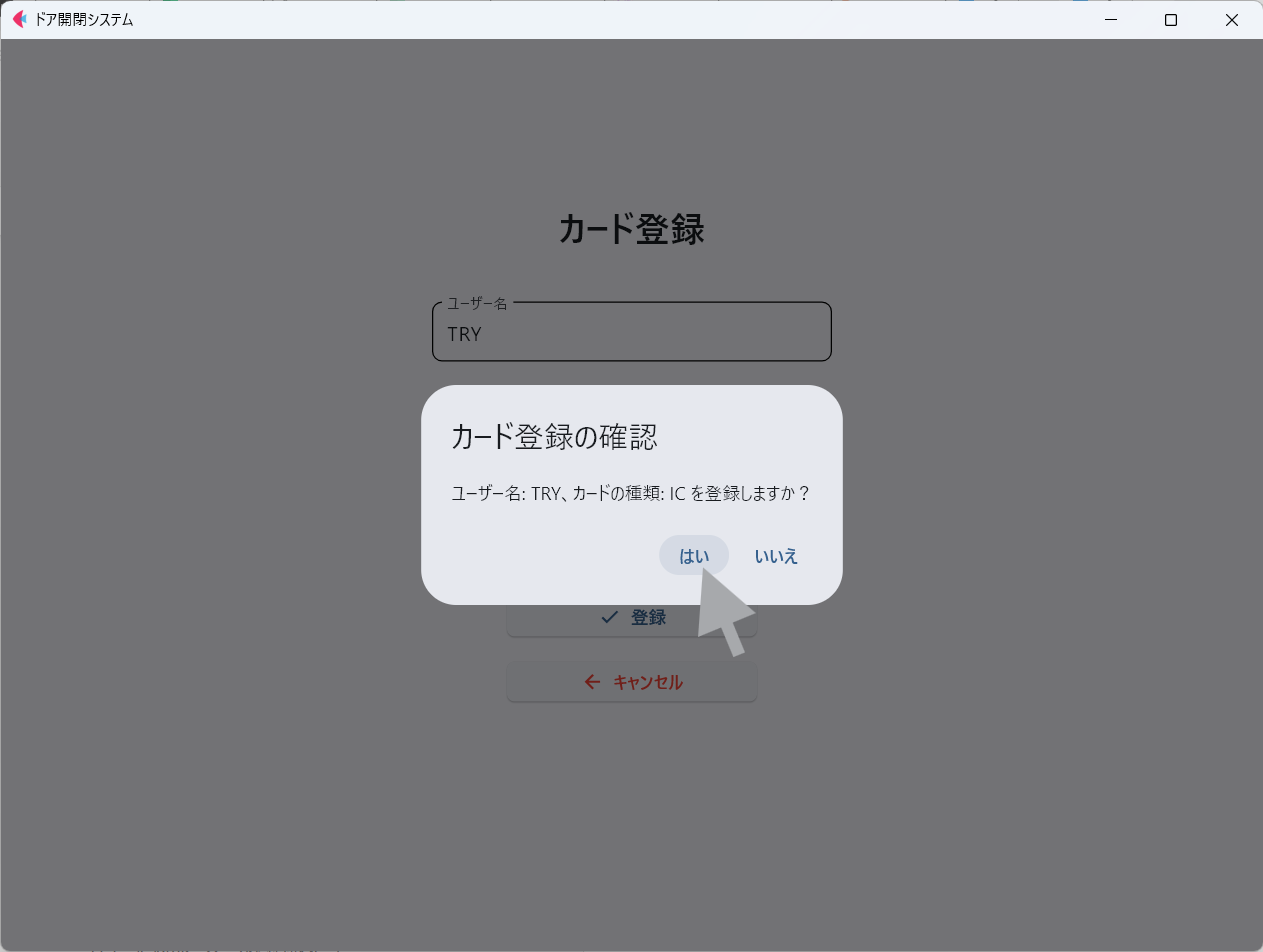 ドア開閉システム
カード登録
ユーザー名
TRY
カード登録の確認
ユーザー名: TRY、カードの種類: IC を登録しますか？
はい いいえ
登録
キャンセル